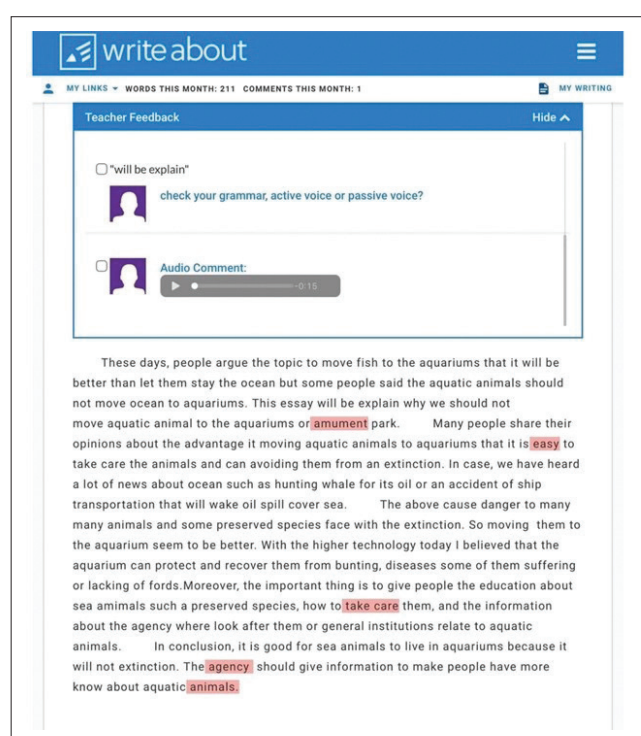 write about
MY LINKS WORDS THIS MONTH: 211 COMMENTS THIS MONTH: 1 MY WRITING
Teacher Feedback Hide
"will be explain"
check your grammar, active voice or passive voice?
Audio Comment:
-0:15
These days, people argue the topic to move fish to the aquariums that it will be
better than let them stay the ocean but some people said the aquatic animals should
not move ocean to aquariums. This essay will be explain why we should not
move aquatic animal to the aquariums or amument park. Many people share their
opinions about the advantage it moving aquatic animals to aquariums that it is easy to
take care the animals and can avoiding them from an extinction. In case, we have heard
a lot of news about ocean such as hunting whale for its oil or an accident of ship
transportation that will wake oil spill cover sea. The above cause danger to many
many animals and some preserved species face with the extinction. So moving them to
the aquarium seem to be better. With the higher technology today I believed that the
aquarium can protect and recover them from bunting, diseases some of them suffering
or lacking of fords.Moreover, the important thing is to give people the education about
sea amimals such a preserved species, how to take care them, and the information
about the agency where look after them or general institutions relate to aquatic
animals. In conclusion, it is good for sea animals to live in aquariums because it
will not extinction. The agency should give information to make people have more
know about aquatic animals.